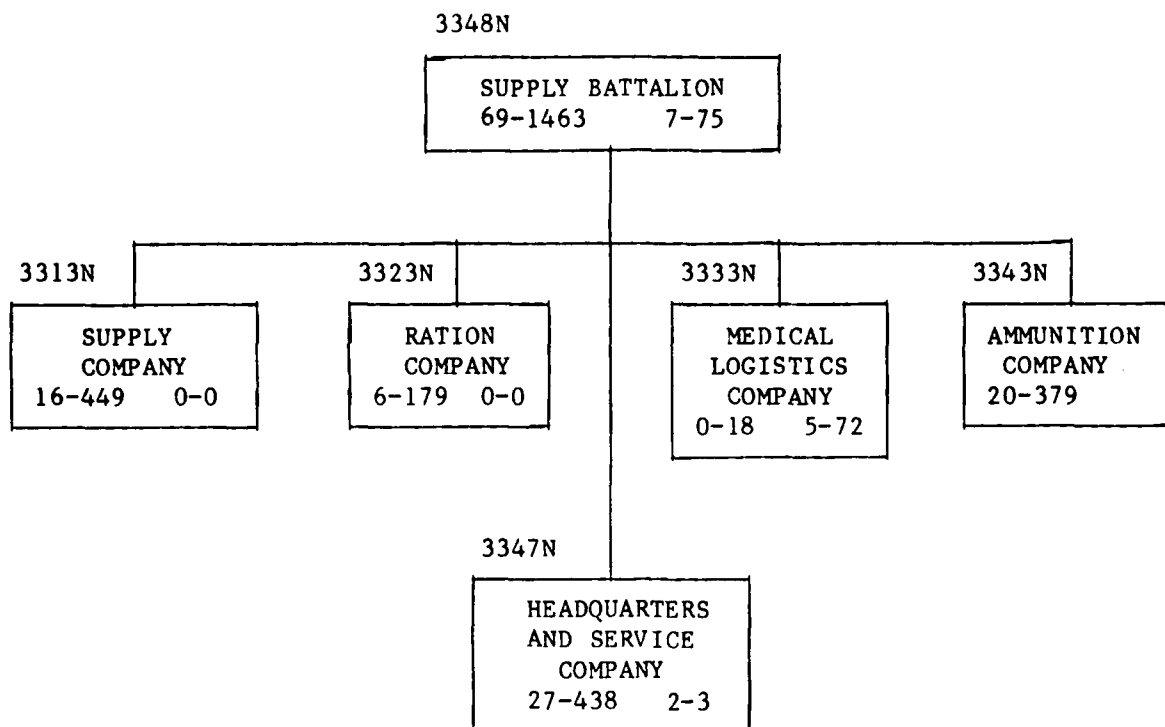 3348N
SUPPLY BATTALION
69-1463 7-75
3313N
SUPPLY
COMPANY
16-449 0-0
3323N
RATION
COMPANY
6-179 0-0
3333N
MEDICAL
LOGISTICS
COMPANY
0-18 5-72
3343N
AMMUNITION
COMPANY
20-379
3347N
HEADQUARTERS
AND SERVICE
COMPANY
27-438 2-3